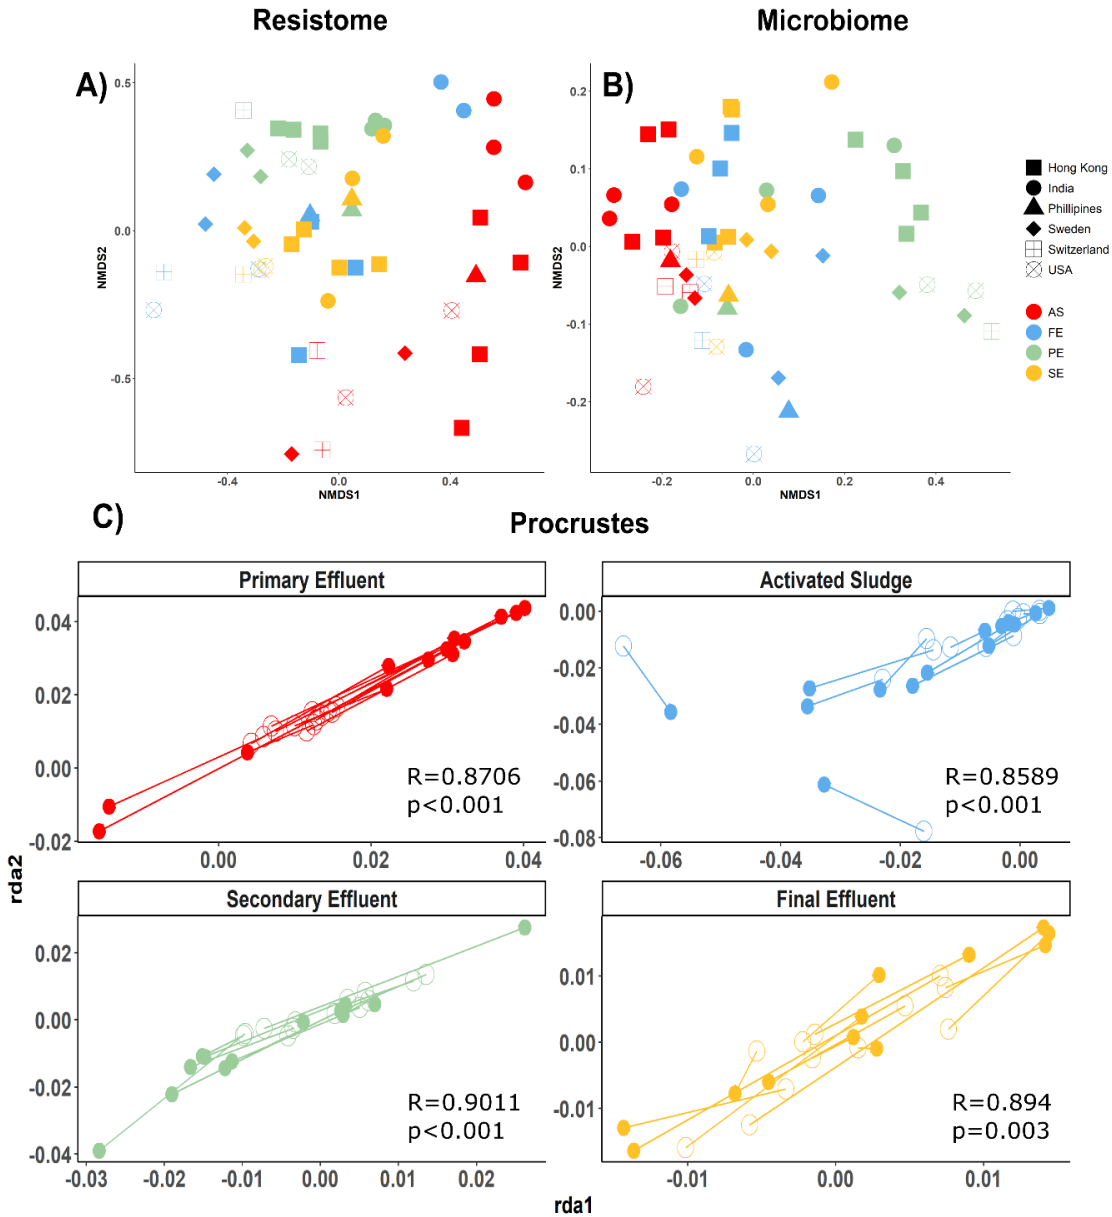 Resistome
Microbiome
A)
0.5
0.0
-0.5
NMDS2
-0.4
0.0
0.4
NMDS1
B)
0.2
0.1
0.0
-0.1
-0.2
NMDS2
-0.2
0.0
0.2
0.4
NMDS1
Hong Kong
India
Phillipines
Sweden
Switzerland
USA
AS
FE
PE
SE
C)
Procrustes
Primary Effluent
0.04
0.02
0.00
-0.02
0.00
0.02
0.04
R=0.8706
p<0.001
Activated Sludge
0.00
-0.02
-0.04
-0.06
-0.08
-0.06
-0.04
-0.02
0.00
R=0.8589
p<0.001
rda2
Secondary Effluent
0.02
0.00
-0.02
-0.04
-0.03
-0.02
-0.01
0.00
0.01
0.02
R=0.9011
p<0.001
Final Effluent
0.01
0.00
-0.01
-0.01
0.00
0.01
R=0.894
p=0.003
rda1